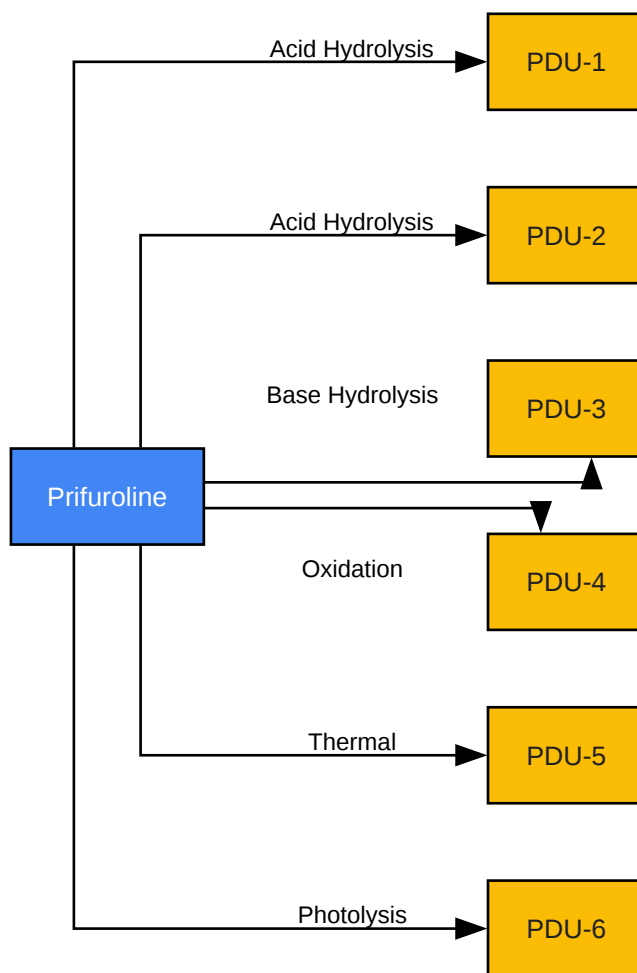 Acid Hydrolysis
PDU-1
Acid Hydrolysis
PDU-2
Base Hydrolysis
PDU-3
Prifuroline
Oxidation
PDU-4
Thermal
PDU-5
Photolysis
PDU-6